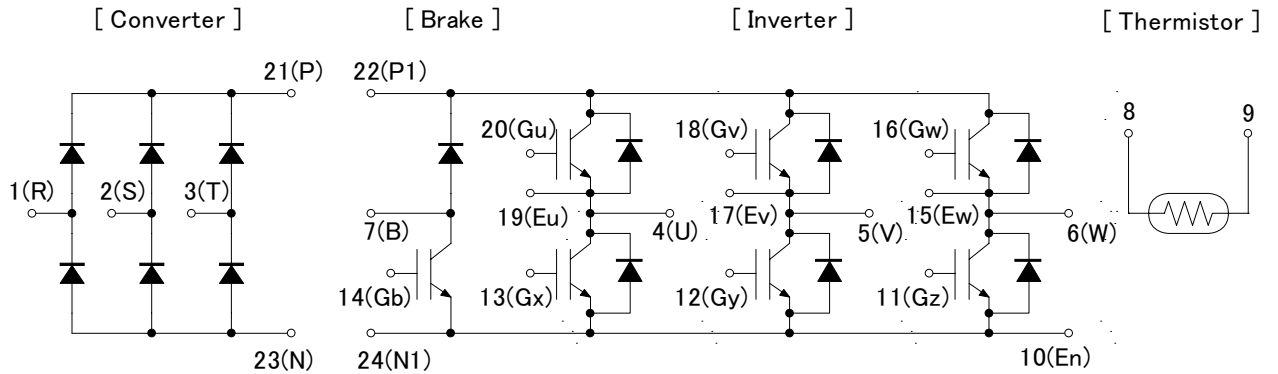 [ Converter ]
[ Brake ]
[ Inverter ]
[ Thermistor ]
21(P)
22(P1)
20(Gu)
18(Gv)
16(Gw)
8
9
1(R)
2(S)
3(T)
7(B)
19(Eu)
4(U)
17(Ev)
5(V)
15(Ew)
6(W)
14(Gb)
13(Gx)
12(Gy)
11(Gz)
23(N)
24(N1)
10(En)